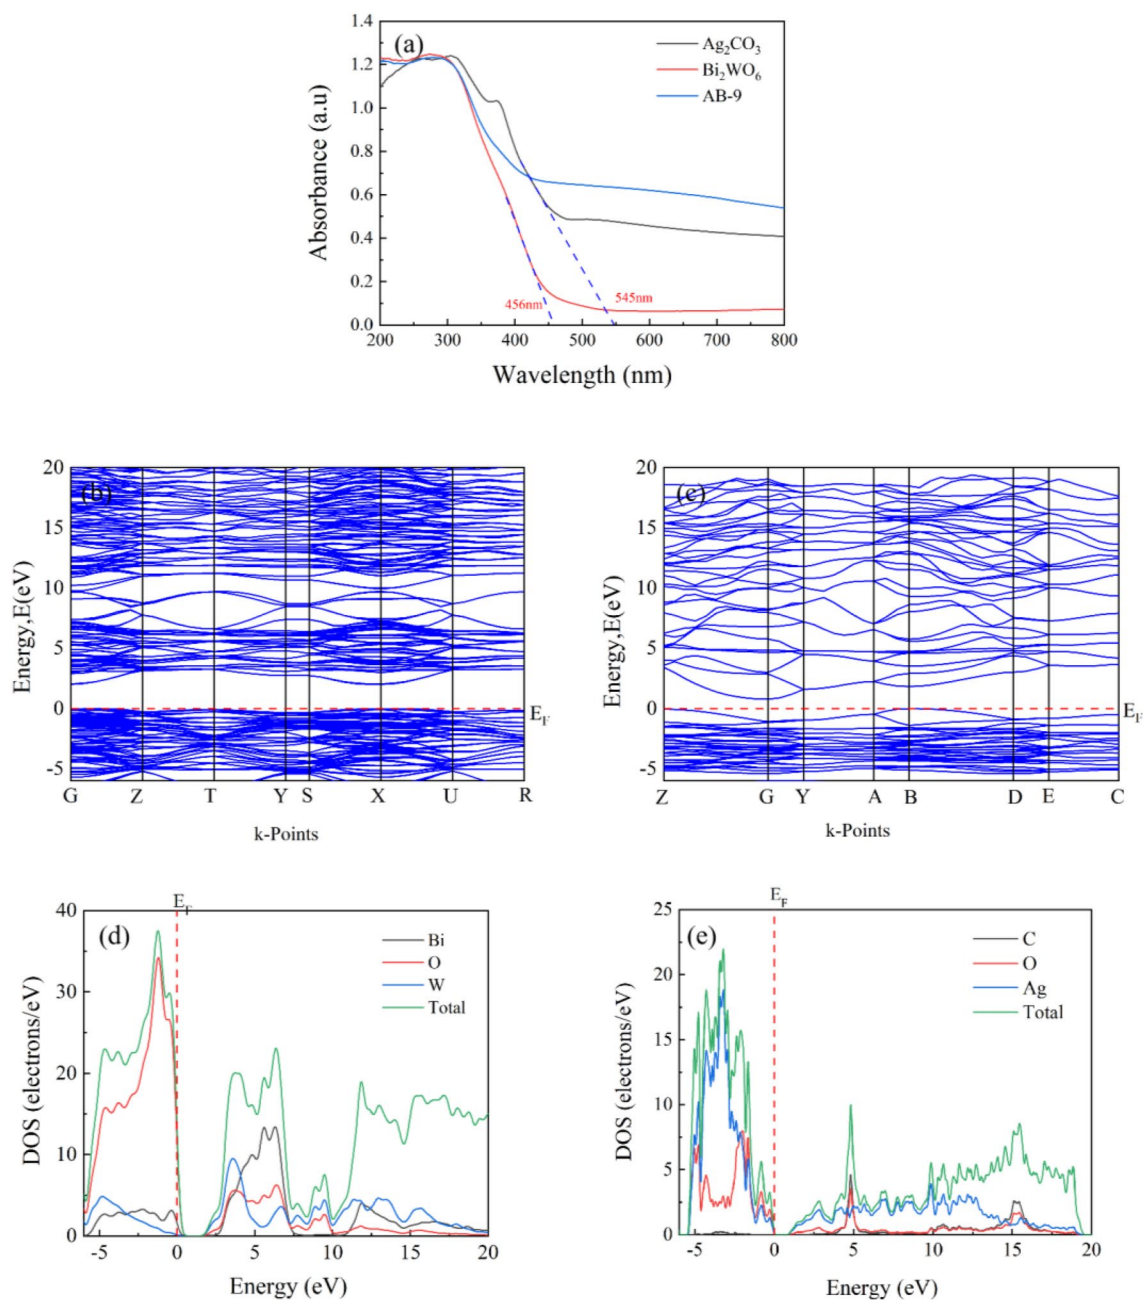 (a)
Ag₂CO₃
Bi₂WO₆
AB-9
1.4
1.2
1.0
0.8
0.6
0.4
0.2
0.0
Absorbance (a.u)
456nm
545nm
200 300 400 500 600 700 800
Wavelength (nm)
(b)
20
15
10
5
0
-5
Energy,E(eV)
E_F
G Z T Y S X U R
k-Points
(c)
20
15
10
5
0
-5
Energy,E(eV)
E_F
Z G Y A B D E C
k-Points
E_F
(d)
Bi
O
W
Total
40
30
20
10
0
DOS (electrons/eV)
-5 0 5 10 15 20
Energy (eV)
E_F
(e)
C
O
Ag
Total
25
20
15
10
5
0
DOS (electrons/eV)
-5 0 5 10 15 20
Energy (eV)